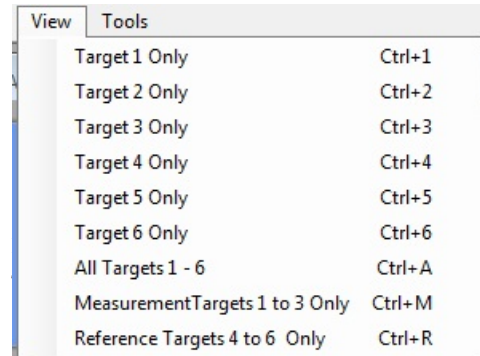 View Tools
Target 1 Only Ctrl+1
Target 2 Only Ctrl+2
Target 3 Only Ctrl+3
Target 4 Only Ctrl+4
Target 5 Only Ctrl+5
Target 6 Only Ctrl+6
All Targets 1 - 6 Ctrl+A
MeasurementTargets 1 to 3 Only Ctrl+M
Reference Targets 4 to 6  Only Ctrl+R